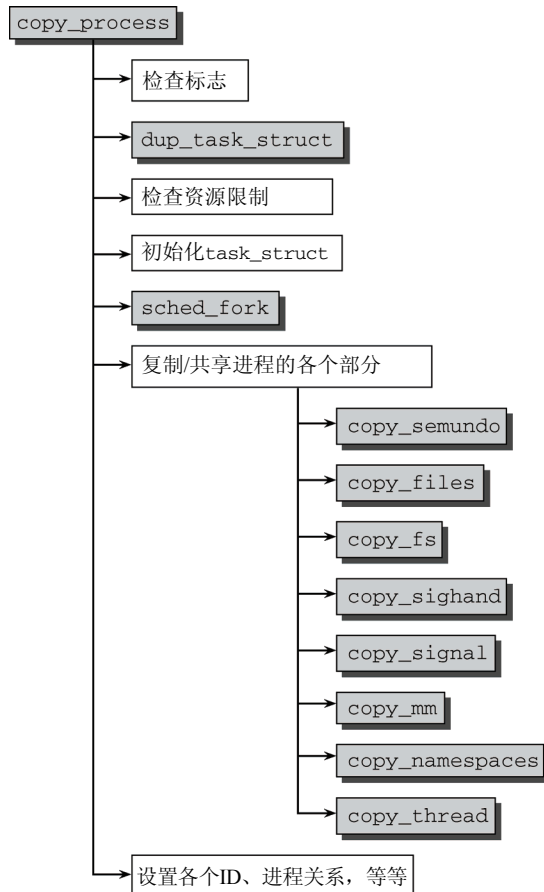 copy_process
检查标志
dup_task_struct
检查资源限制
初始化task_struct
sched_fork
复制/共享进程的各个部分
copy_semundo
copy_files
copy_fs
copy_sighand
copy_signal
copy_mm
copy_namespaces
copy_thread
设置各个ID、进程关系，等等